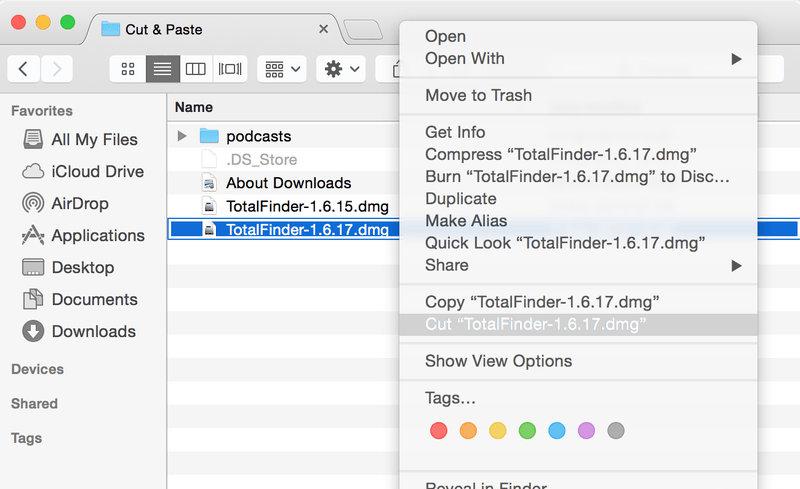 Cut & Paste
Favorites
All My Files
iCloud Drive
AirDrop
Applications
Desktop
Documents
Downloads
Devices
Shared
Tags
Name
podcasts
.DS_Store
About Downloads
TotalFinder-1.6.15.dmg
TotalFinder-1.6.17.dmg
Open
Open With
Move to Trash
Get Info
Compress “TotalFinder-1.6.17.dmg”
Burn “TotalFinder-1.6.17.dmg” to Disc…
Duplicate
Make Alias
Quick Look “TotalFinder-1.6.17.dmg”
Share
Copy “TotalFinder-1.6.17.dmg”
Cut “TotalFinder-1.6.17.dmg”
Show View Options
Tags…
Reveal in Finder